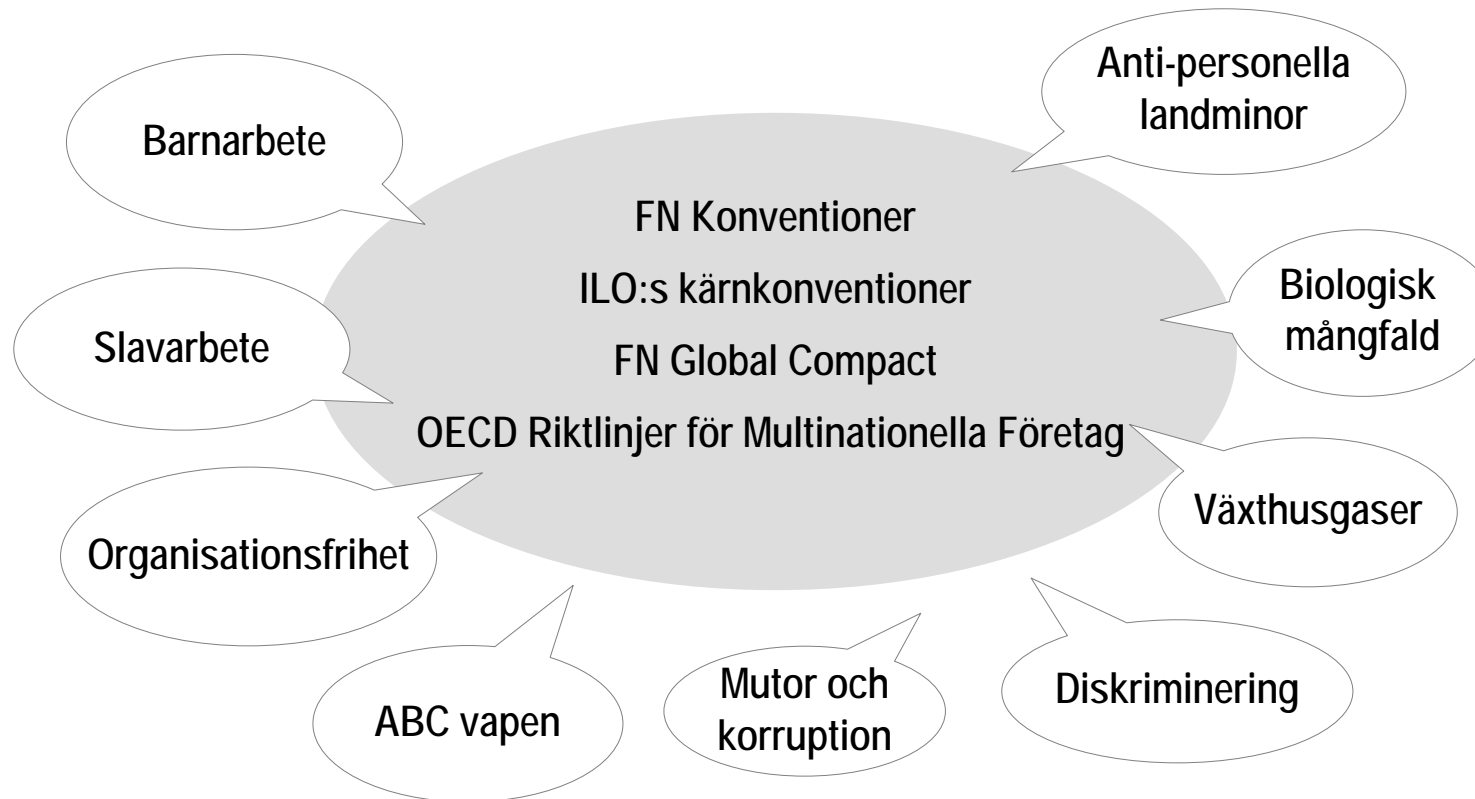 Anti-personella
landminor
Barnarbete
FN Konventioner
ILO:s kärnkonventioner
Biologisk
mångfald
Slavarbete
FN Global Compact
OECD Riktlinjer för Multinationella Företag
Växthusgaser
Organisationsfrihet
Mutor och
korruption
Diskriminering
ABC vapen